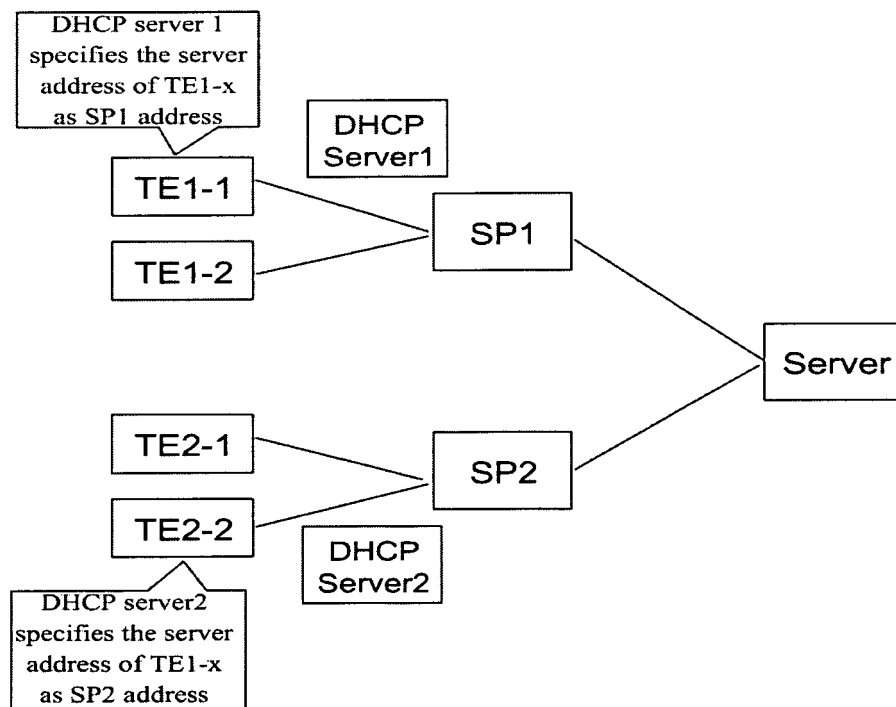 DHCP server 1
specifies the server
address of TE1-x
as SP1 address
DHCP
Server1
TE1-1
SP1
TE1-2
Server
TE2-1
SP2
TE2-2
DHCP
Server2
DHCP server2
specifies the server
address of TE1-x
as SP2 address